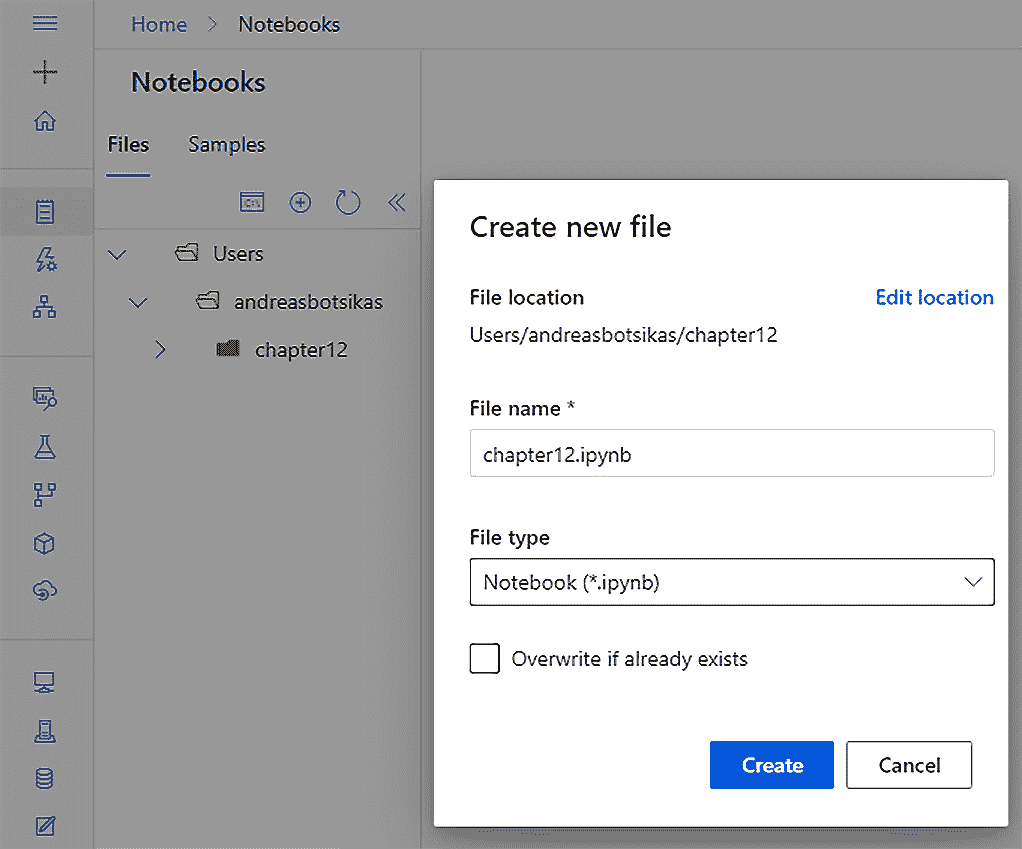 Home > Notebooks
Notebooks
Files Samples
Users
andreasbotsikas
chapter12
Create new file
File location Edit location
Users/andreasbotsikas/chapter12
File name *
chapter12.ipynb
File type
Notebook (*.ipynb)
Overwrite if already exists
Create Cancel